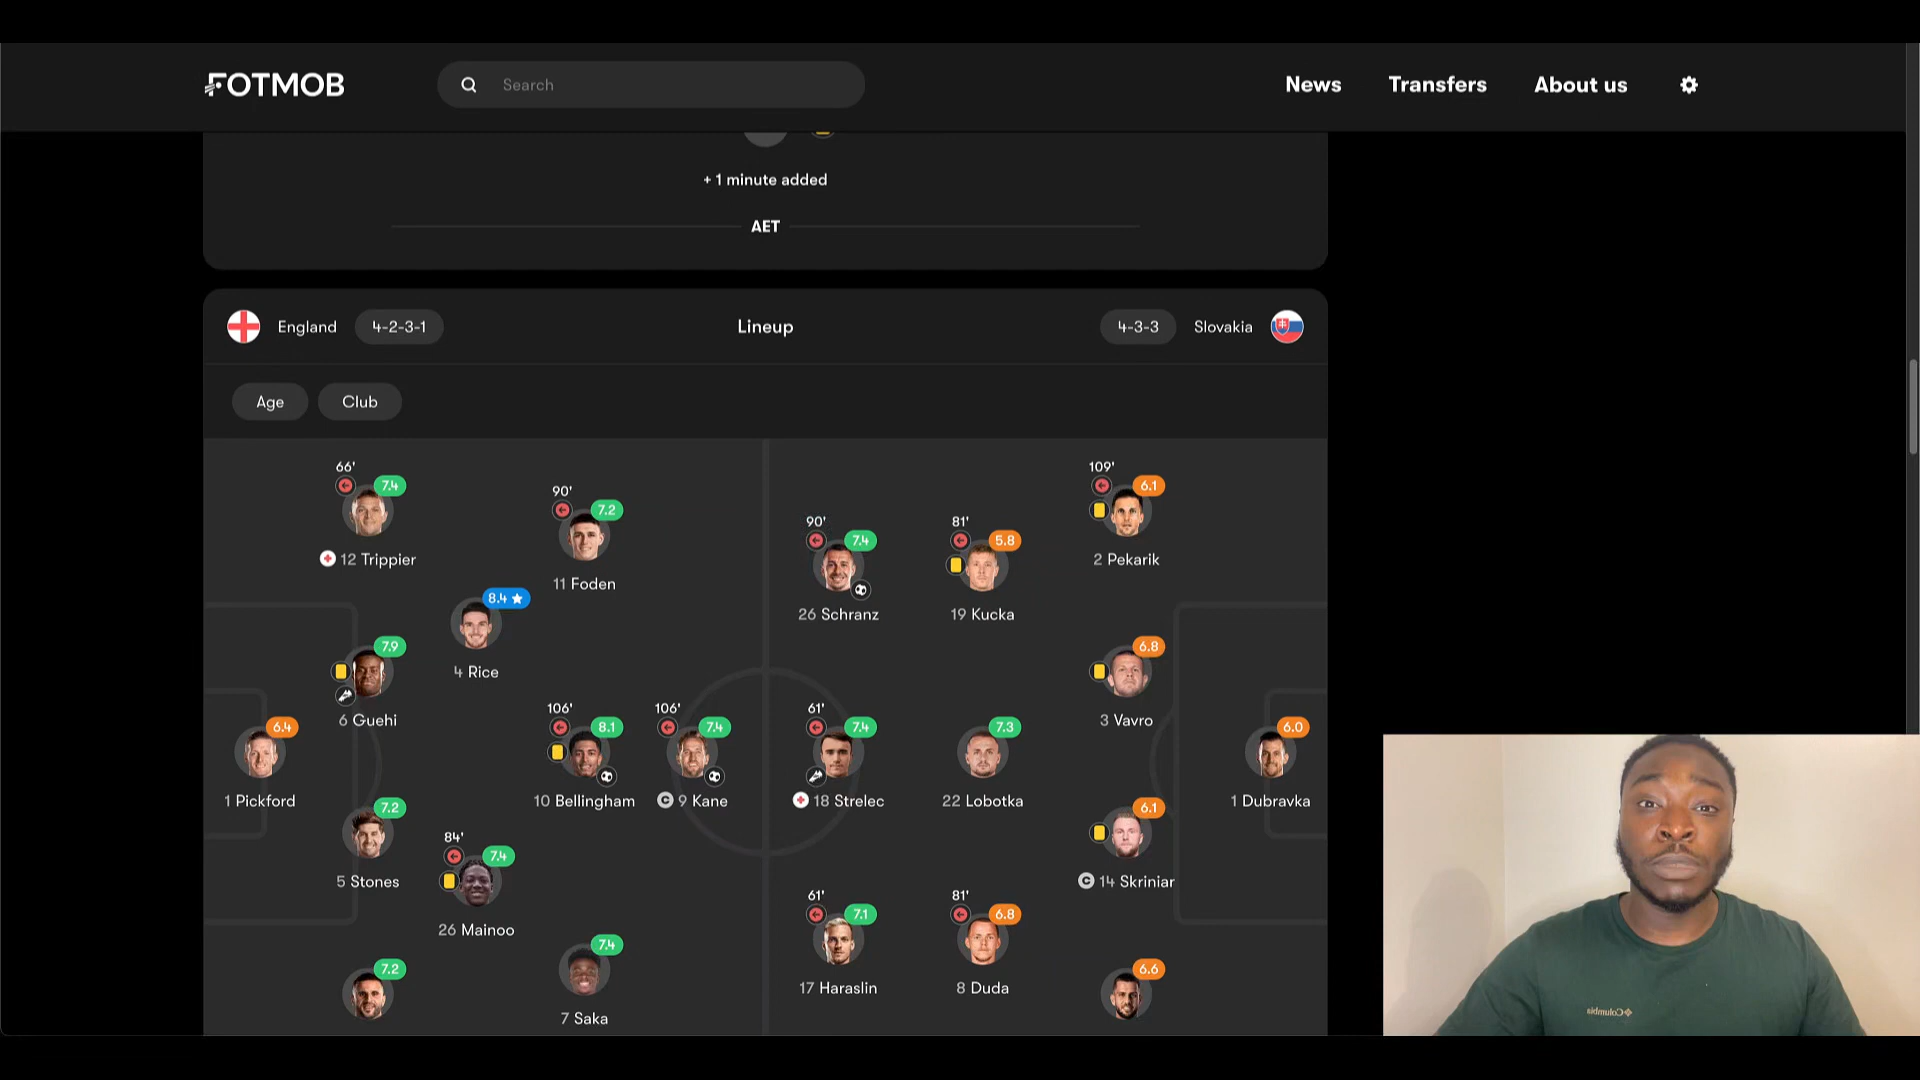 FOTMOB
Search
News
Transfers
About us
+ 1 minute added
AET
England
4-2-3-1
Lineup
4-3-3
Slovakia
Age
Club
66'
7.4
12 Trippier
90'
7.2
11 Foden
8.4
4 Rice
7.9
6 Guehi
6.4
1 Pickford
106'
8.1
10 Bellingham
106'
7.4
C 9 Kane
7.2
5 Stones
84'
7.4
26 Mainoo
7.2
7.4
7 Saka
90'
7.4
26 Schranz
81'
5.8
19 Kucka
109'
6.1
2 Pekarik
6.8
3 Vavro
61'
7.4
18 Strelec
7.3
22 Lobotka
6.0
1 Dubravka
6.1
C 14 Skriniar
61'
7.1
17 Haraslin
81'
6.8
8 Duda
6.6
Columbia